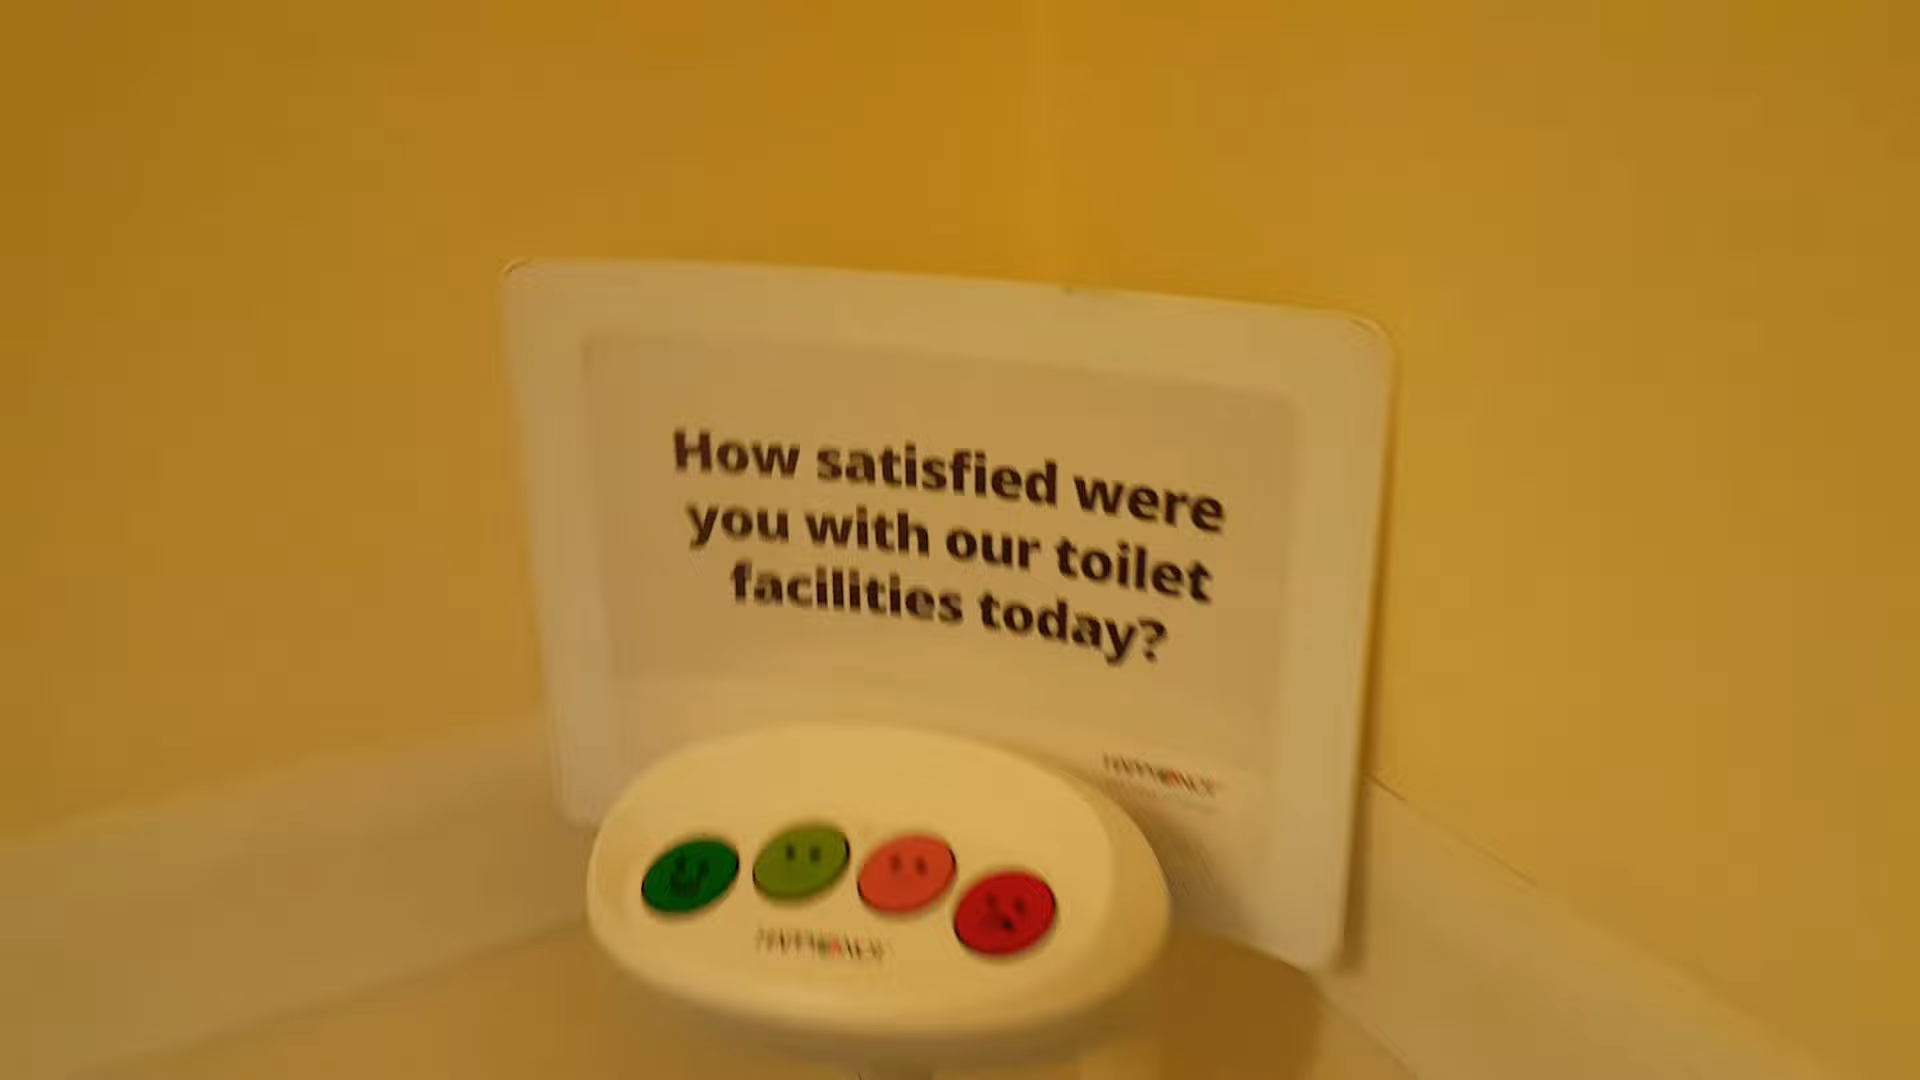 How satisfied were
you with our toilet
facilities today?